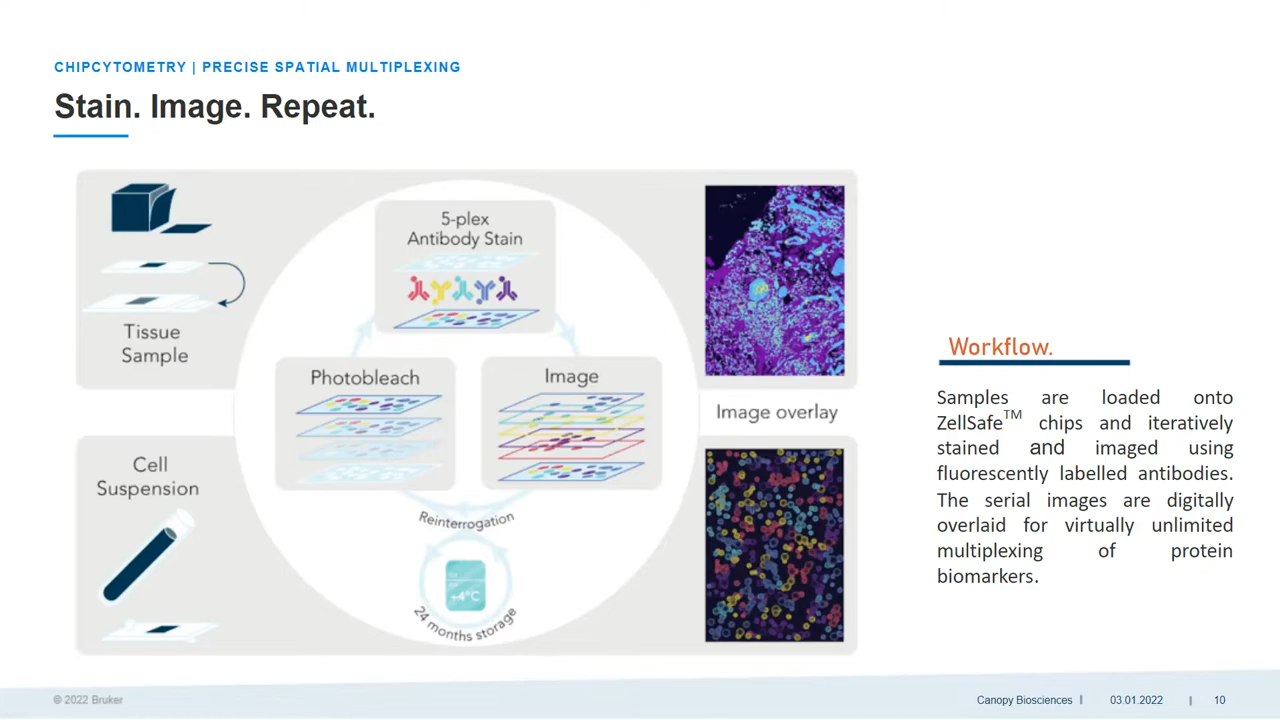 CHIPCYTOMETRY | PRECISE SPATIAL MULTIPLEXING
Stain. Image. Repeat.
Tissue
Sample
5-plex
Antibody Stain
Photobleach
Image
Image overlay
Cell
Suspension
Reinterrogation
+4°C
24 months storage
Workflow.
Samples are loaded onto
ZellSafe™ chips and iteratively
stained and imaged using
fluorescently labelled antibodies.
The serial images are digitally
overlaid for virtually unlimited
multiplexing of protein
biomarkers.
© 2022 Bruker
Canopy Biosciences |
03.01.2022
|
10